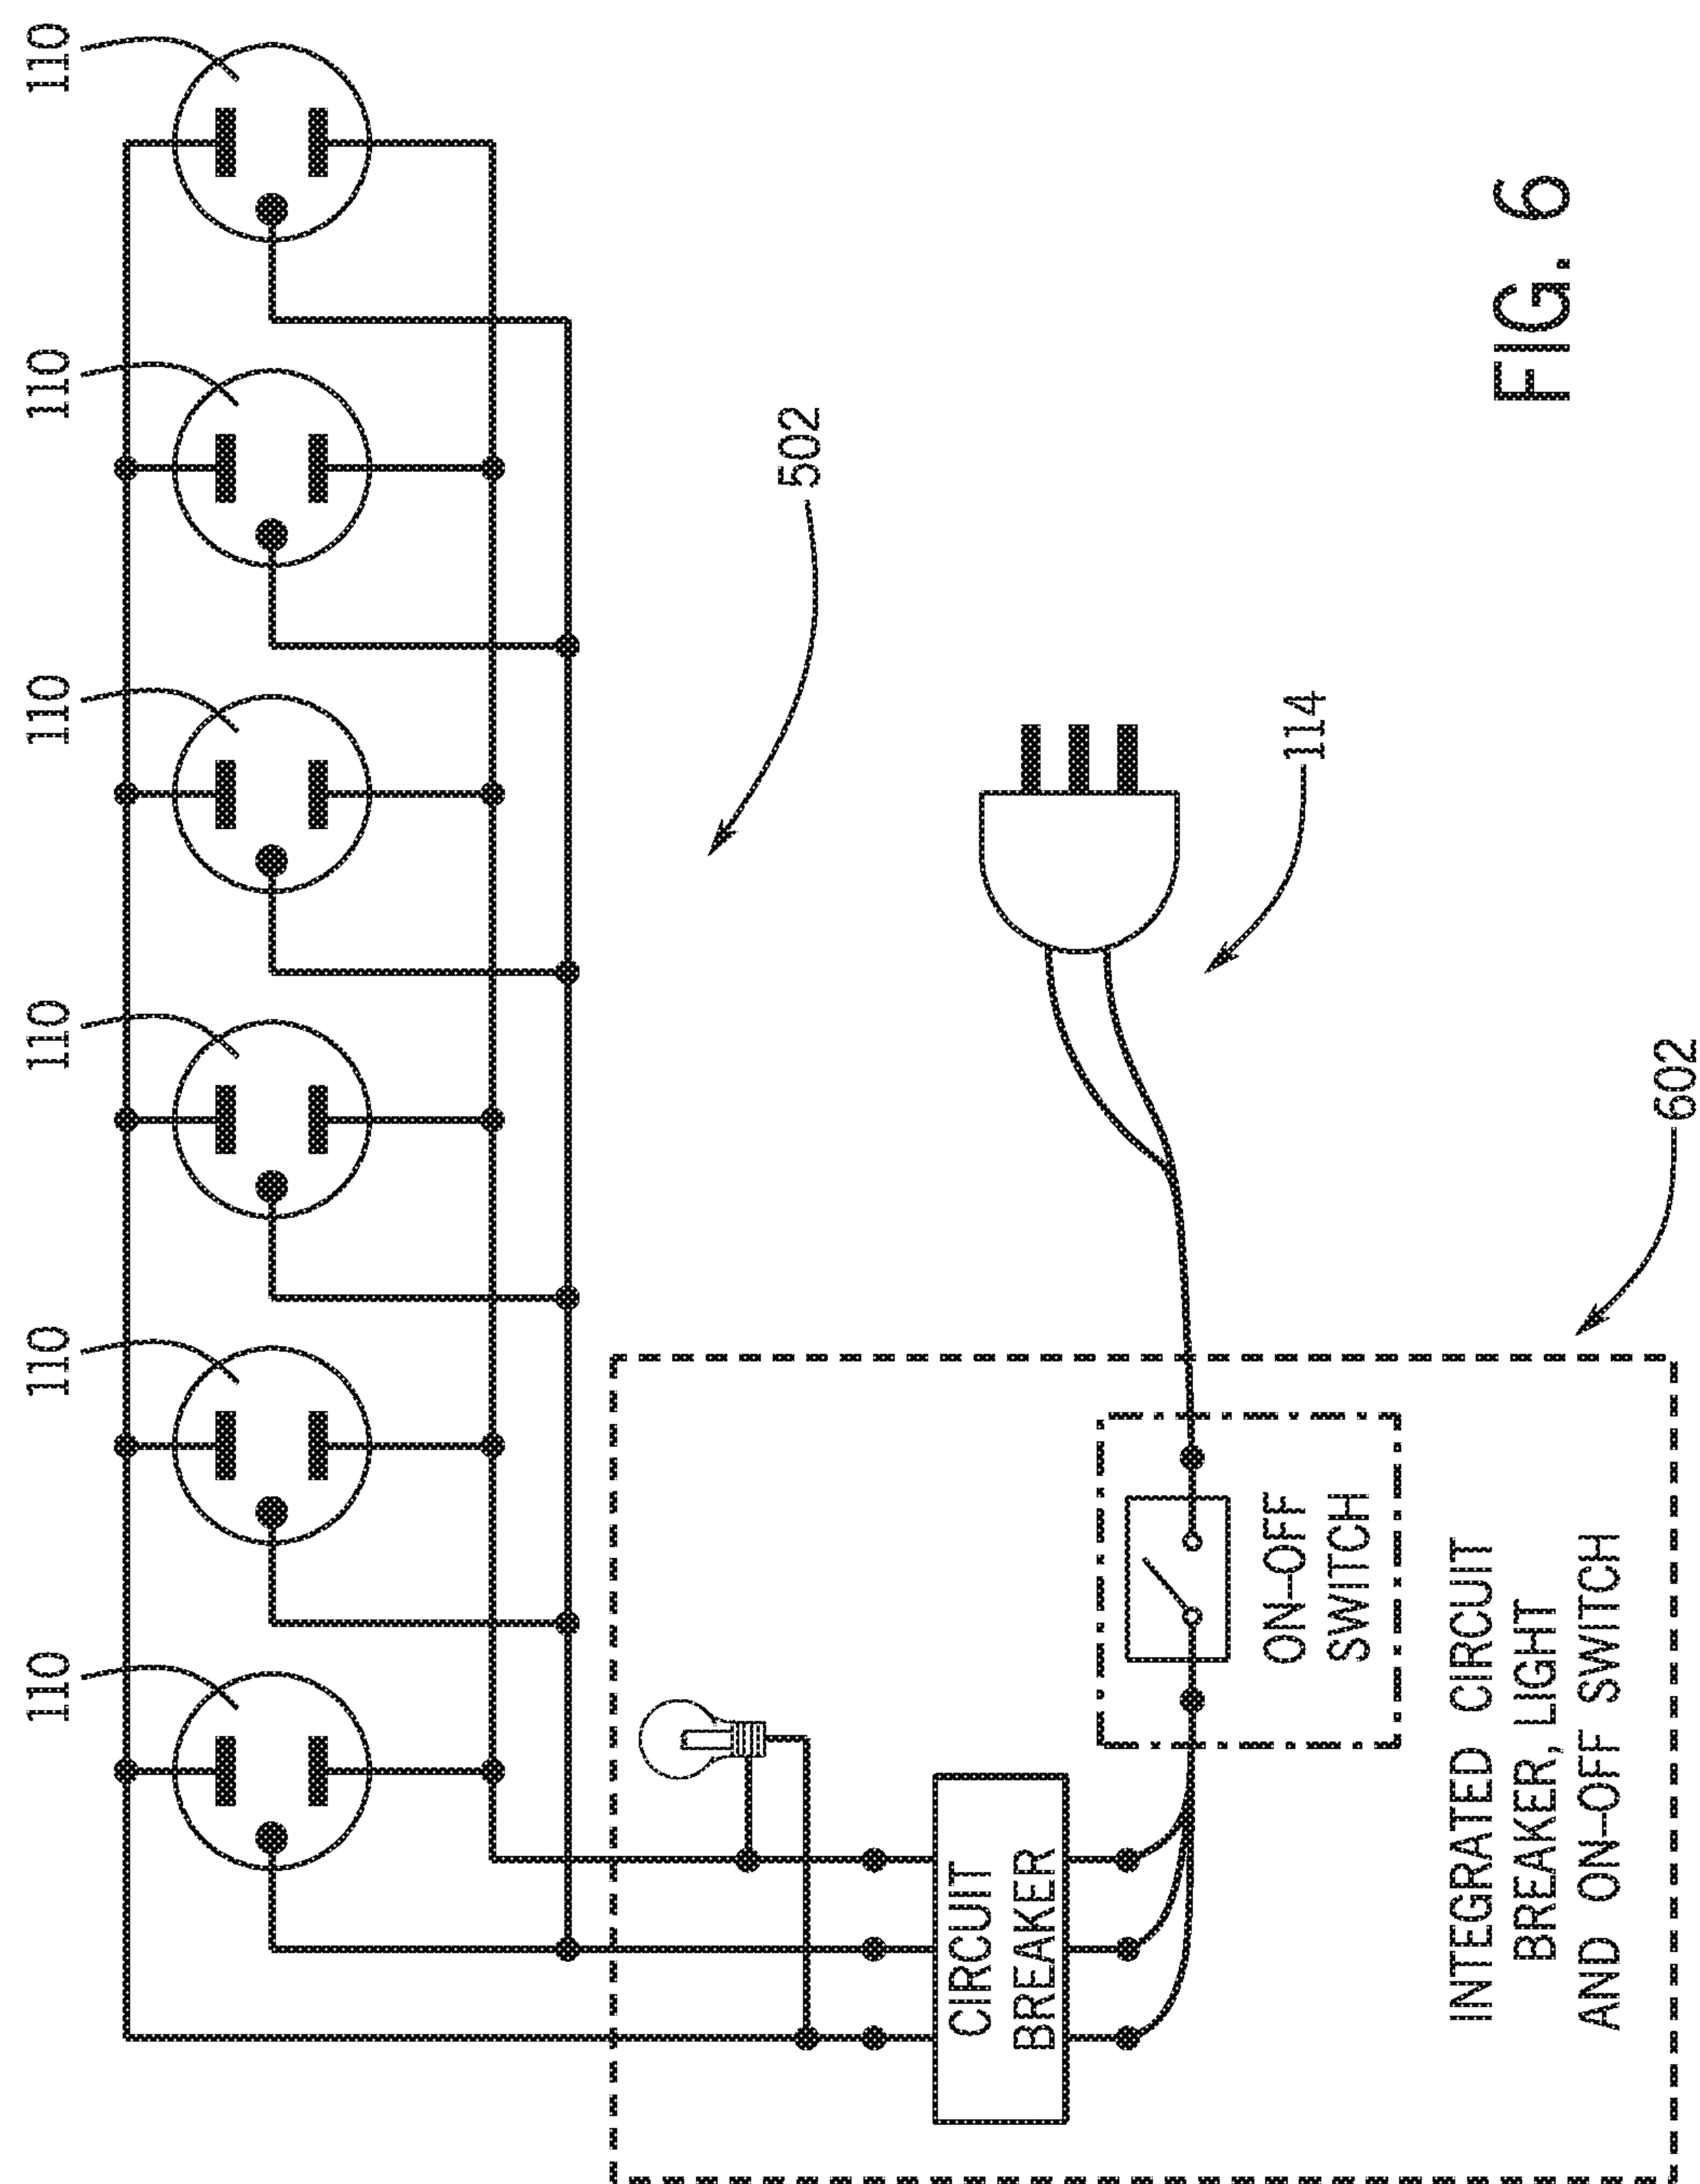 110
110
110
110
110
110
502
114
602
CIRCUIT
BREAKER
ON-OFF
SWITCH
INTEGRATED CIRCUIT
BREAKER, LIGHT
AND ON-OFF SWITCH
FIG. 6